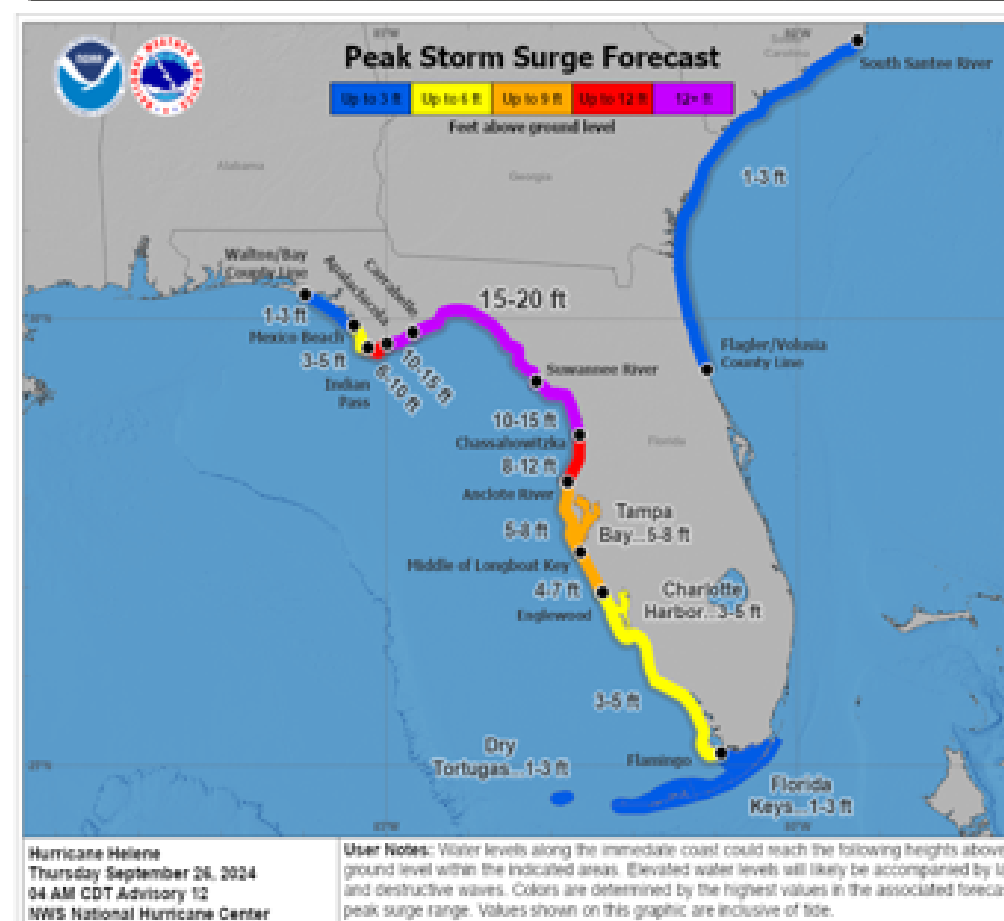 NOAA
Peak Storm Surge Forecast
Up to 3 ft
Up to 6 ft
Up to 9 ft
Up to 12 ft
12+ ft
Feet above ground level
87W
80W
South
Carolina
South Santee River
1-3 ft
Alabama
Georgia
Walton/Bay
County Line
Apalachicola
Carrabelle
15-20 ft
30°N
1-3 ft
Mexico Beach
3-5 ft
Indian
Pass
6-10 ft
10-15 ft
Suwannee River
Flagler/Volusia
County Line
10-15 ft
Chassahowitzka
Florida
8-12 ft
Anclote River
5-8 ft
Tampa
Bay...5-8 ft
Middle of Longboat Key
4-7 ft
Englewood
Charlotte
Harbor...3-5 ft
3-5 ft
Dry
Tortugas...1-3 ft
Flamingo
25°N
Florida
Keys...1-3 ft
Hurricane Helene
Thursday September 26, 2024
04 AM CDT Advisory 12
NWS National Hurricane Center
User Notes: Water levels along the immediate coast could reach the following heights above
ground level within the indicated areas. Elevated water levels will likely be accompanied by
and destructive waves. Colors are determined by the highest values in the associated
peak surge range. Values shown on this graphic are inclusive of tide.